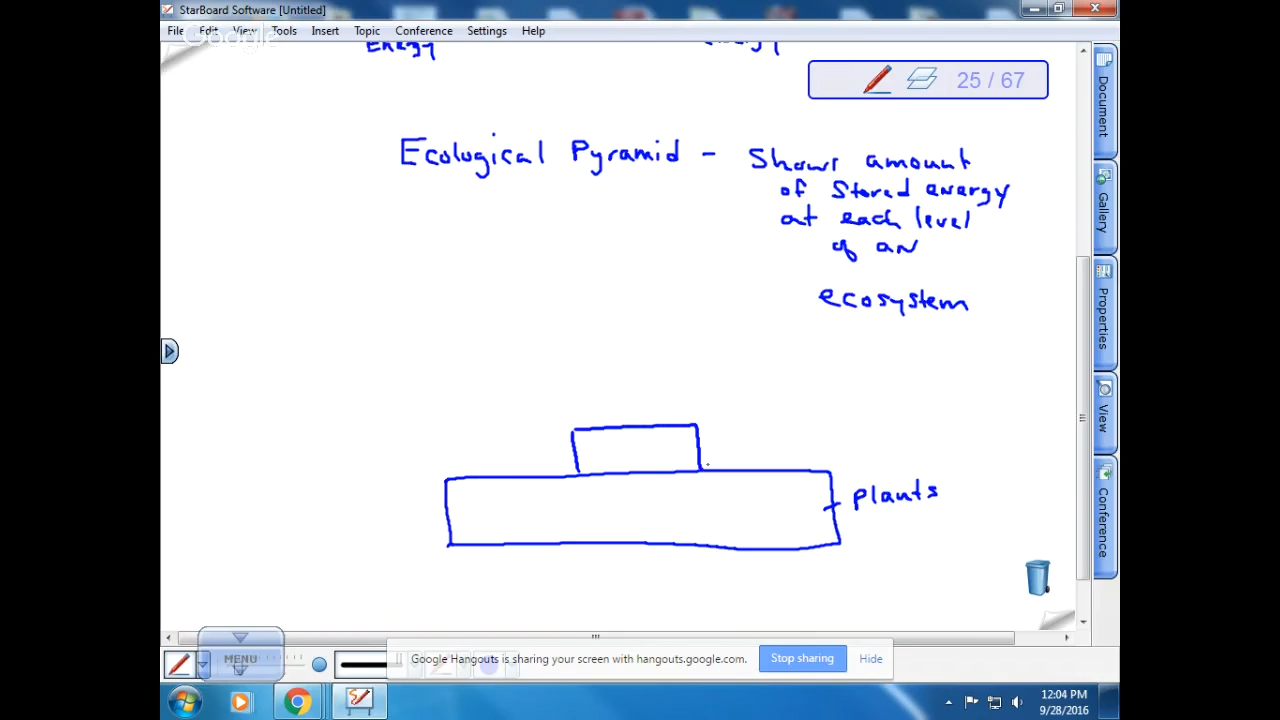 StarBoard Software [Untitled]
File Edit View Tools Insert Topic Conference Settings Help
Google
Energy
25 / 67
Ecological Pyramid - Shows amount
of Stored energy
at each level
of an
ecosystem
plants
Document
Gallery
Properties
View
Conference
MENU
Google Hangouts is sharing your screen with hangouts.google.com. Stop sharing Hide
12:04 PM
9/28/2016